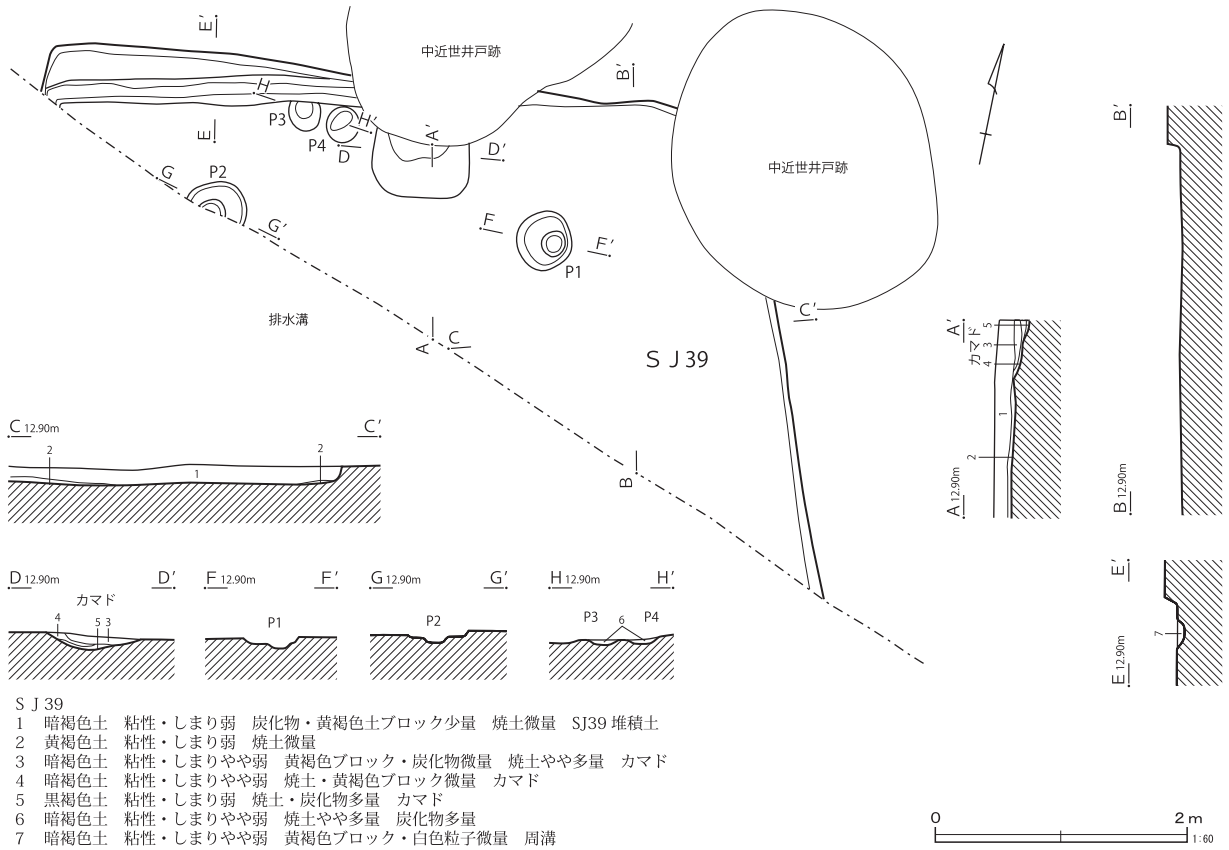 中近世井戸跡
中近世井戸跡
E'
E
B'
B
H
H'
P3
P4
D
D'
A'
A
G
G'
P2
F
F'
P1
C
C'
排水溝
S J 39
C 12.90m
C'
2
1
2
A'
カマド
5
3
4
1
2
A 12.90m
B'
B 12.90m
D 12.90m
D'
カマド
4
5
3
F 12.90m
F'
P1
G 12.90m
G'
P2
H 12.90m
H'
P3
6
P4
E'
7
E 12.90m
S J 39
1 暗褐色土 粘性・しまり弱 炭化物・黄褐色土ブロック少量 焼土微量 SJ39 堆積土
2 黄褐色土 粘性・しまり弱 焼土微量
3 暗褐色土 粘性・しまりやや弱 黄褐色ブロック・炭化物微量 焼土やや多量 カマド
4 暗褐色土 粘性・しまりやや弱 焼土・黄褐色ブロック微量 カマド
5 黒褐色土 粘性・しまり弱 焼土・炭化物多量 カマド
6 暗褐色土 粘性・しまりやや弱 焼土やや多量 炭化物多量
7 暗褐色土 粘性・しまりやや弱 黄褐色ブロック・白色粒子微量 周溝
0 2 m
1:60